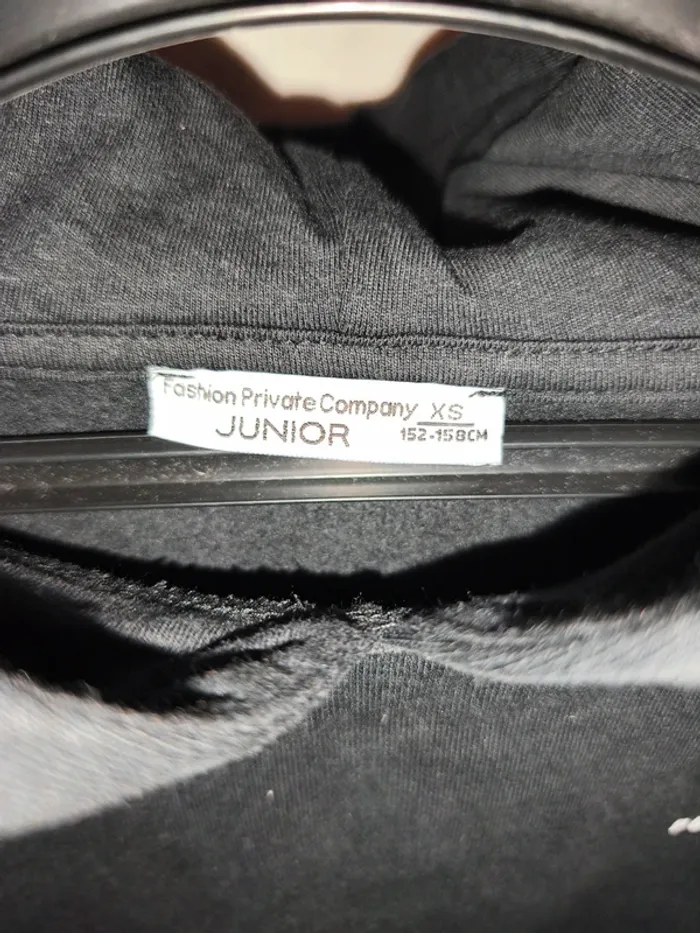 Fashion Private Company XS
JUNIOR 152-158CM